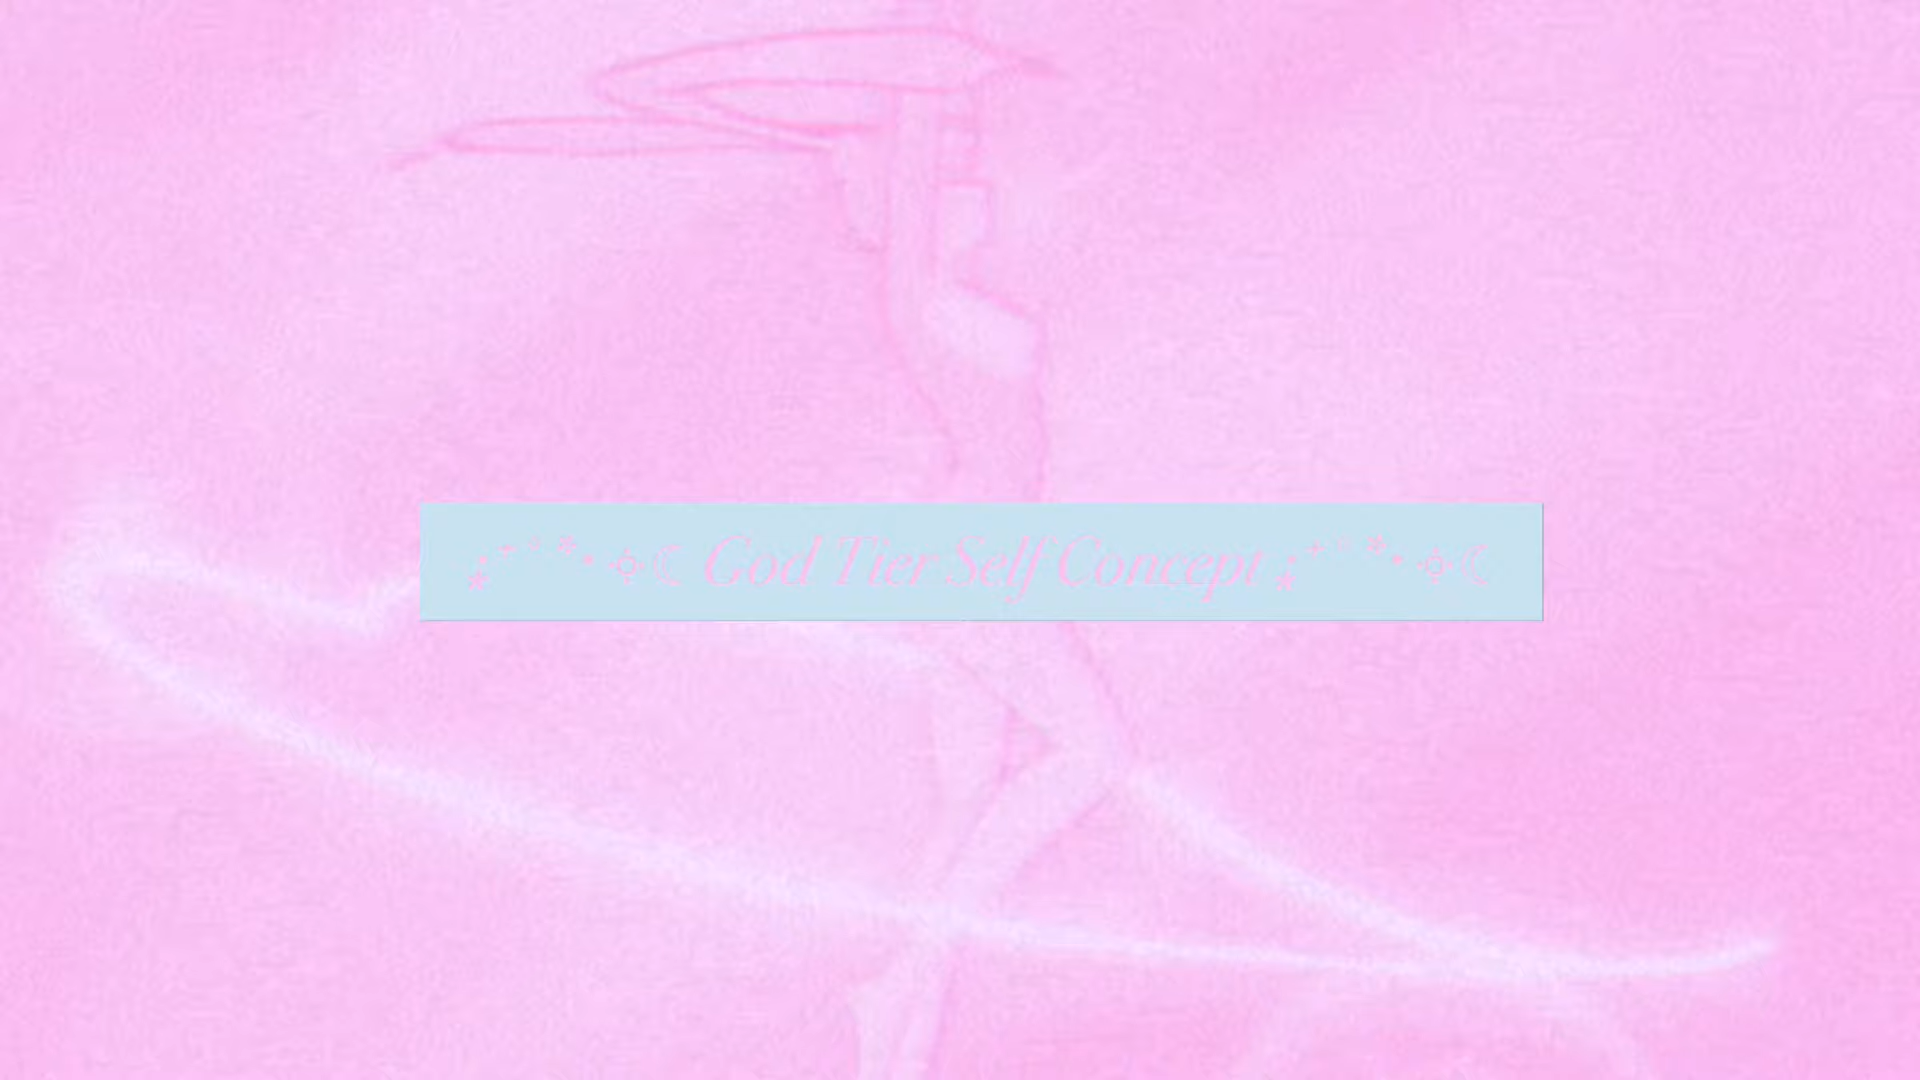 ⁎⁺˳✧༚ God Tier Self Concept ⁎⁺˳✧༚